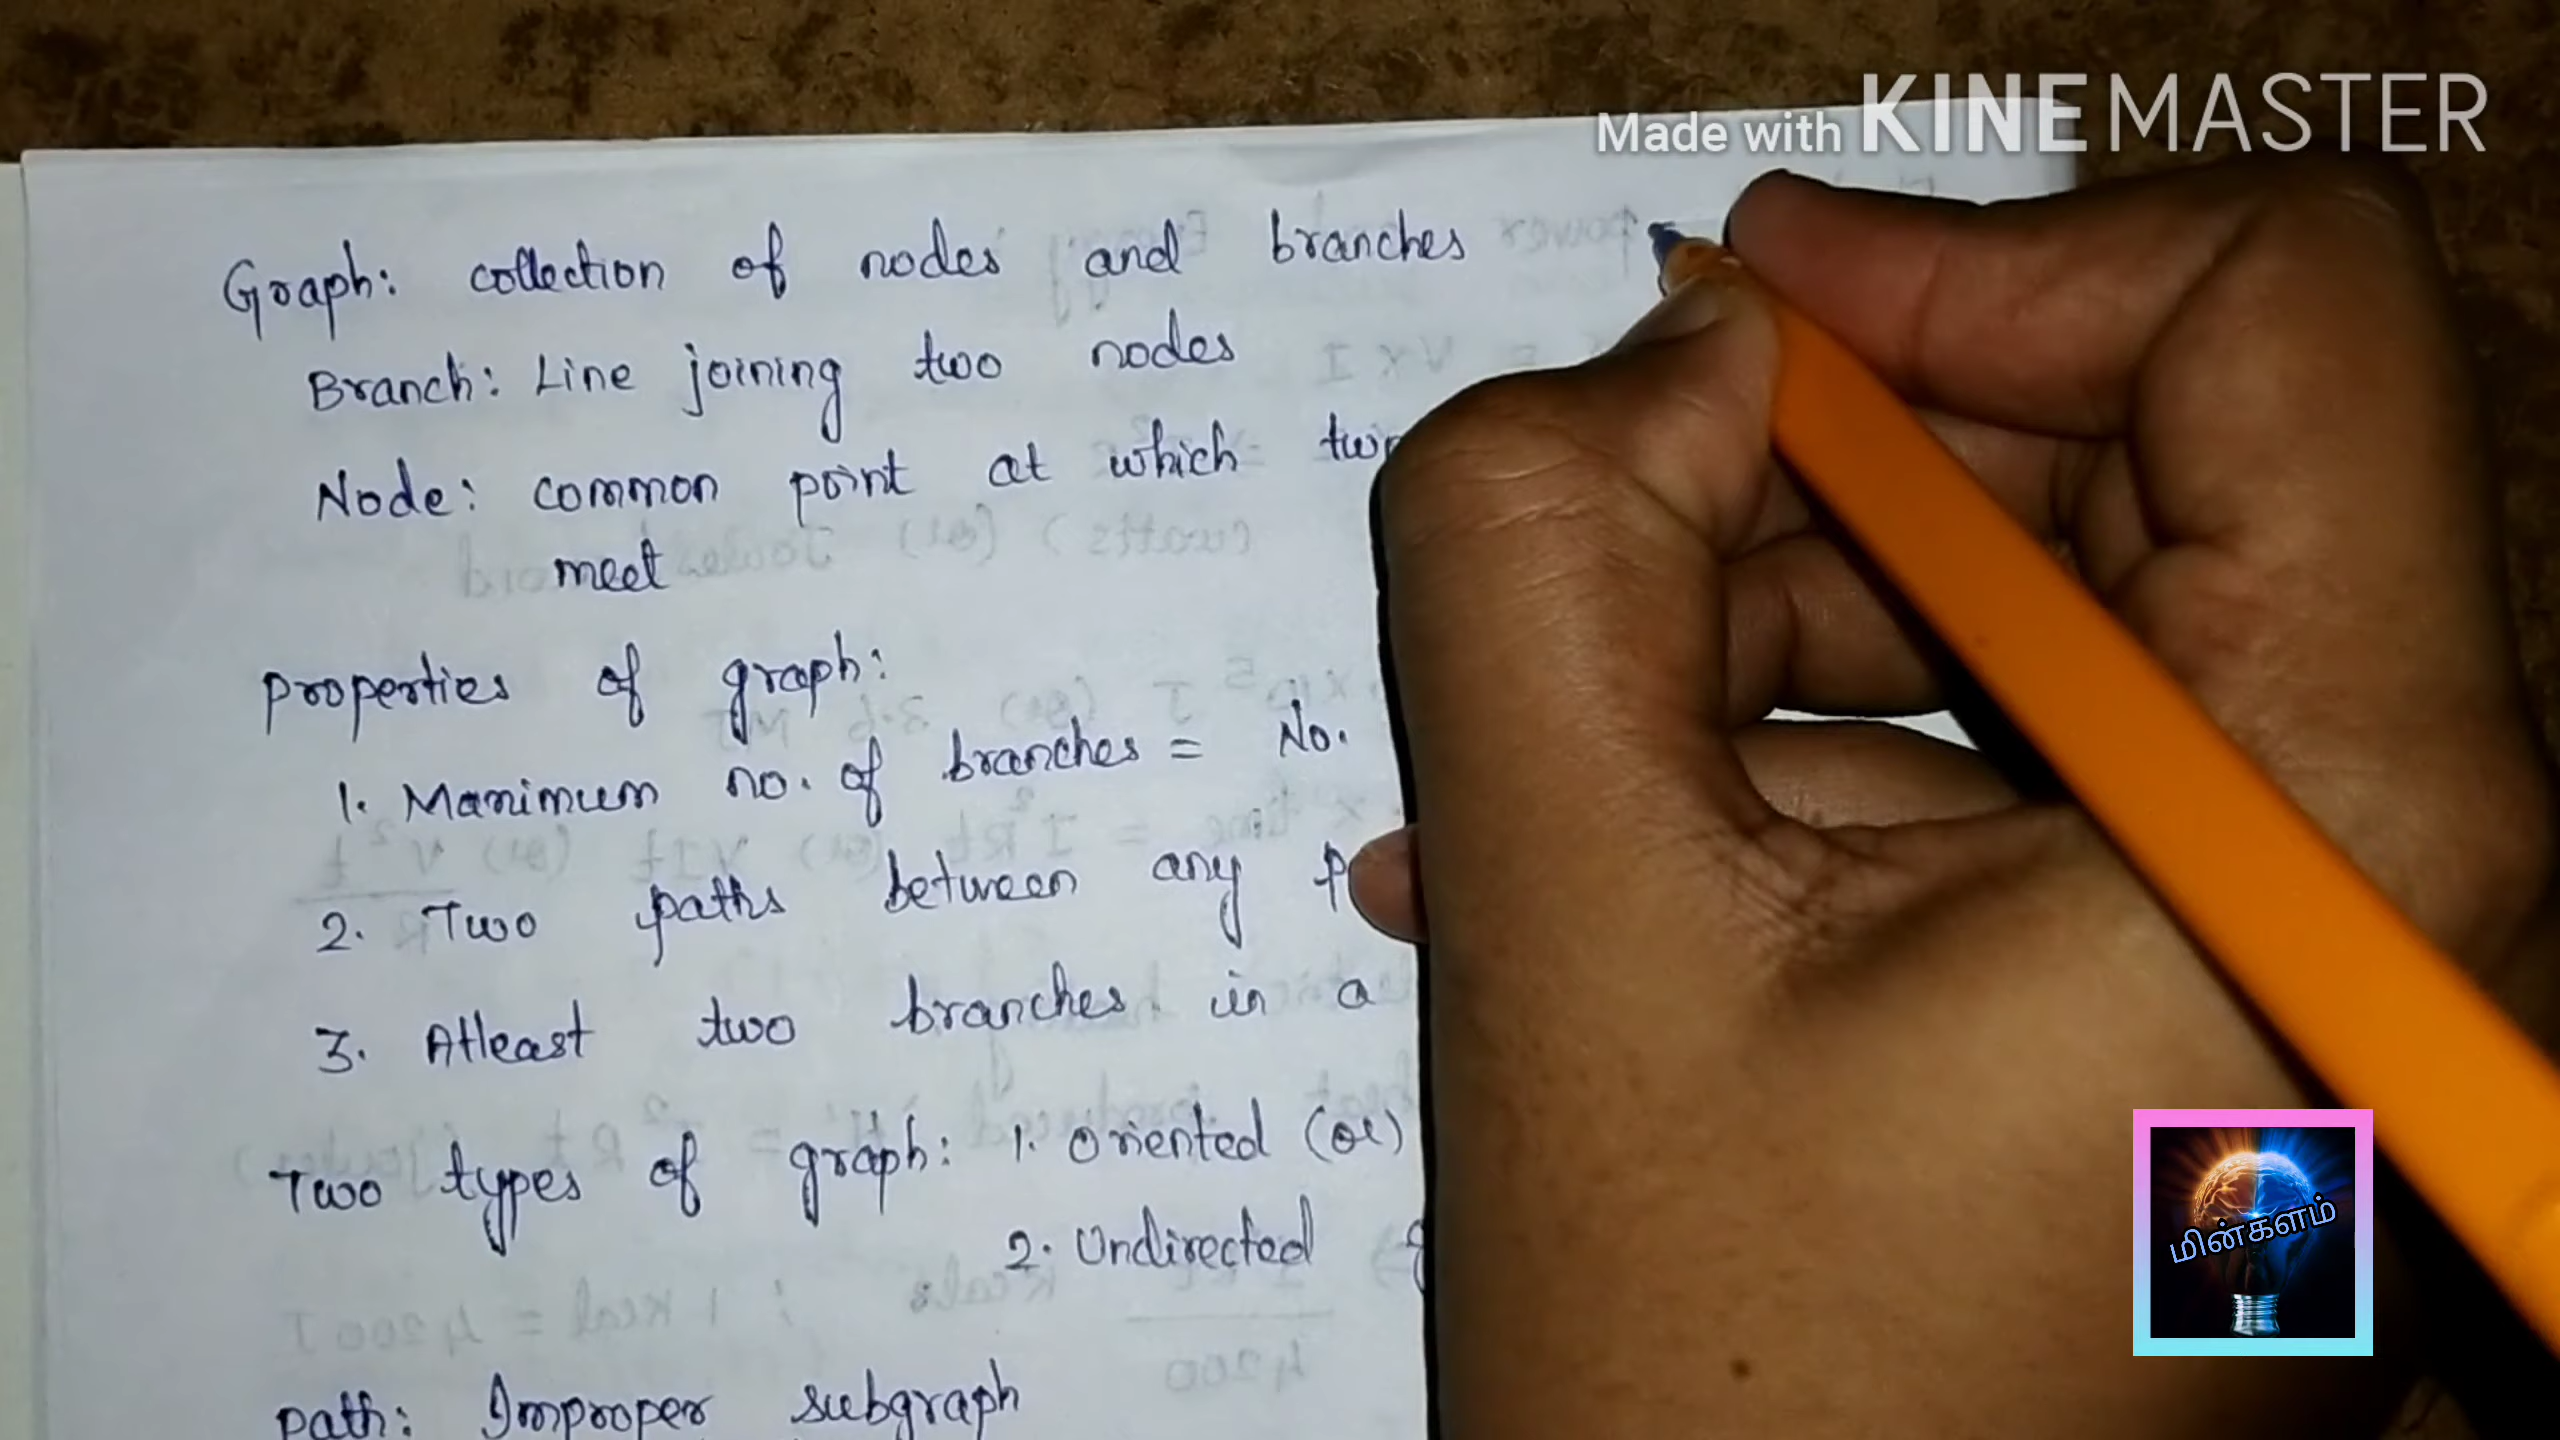 Made with KINEMASTER
Graph: collection of nodes and branches
Branch: Line joining two nodes
Node: common point at which two
meet
properties of graph:
1. Maximum no. of branches = No.
2. Two paths between any
3. Atleast two branches in a
Two types of graph: 1. Oriented (or)
2. Undirected
path: Improper subgraph
மின்களம்